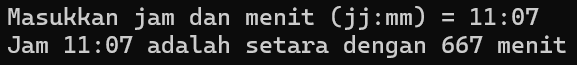 Masukkan jam dan menit (jj:mm) = 11:07
Jam 11:07 adalah setara dengan 667 menit